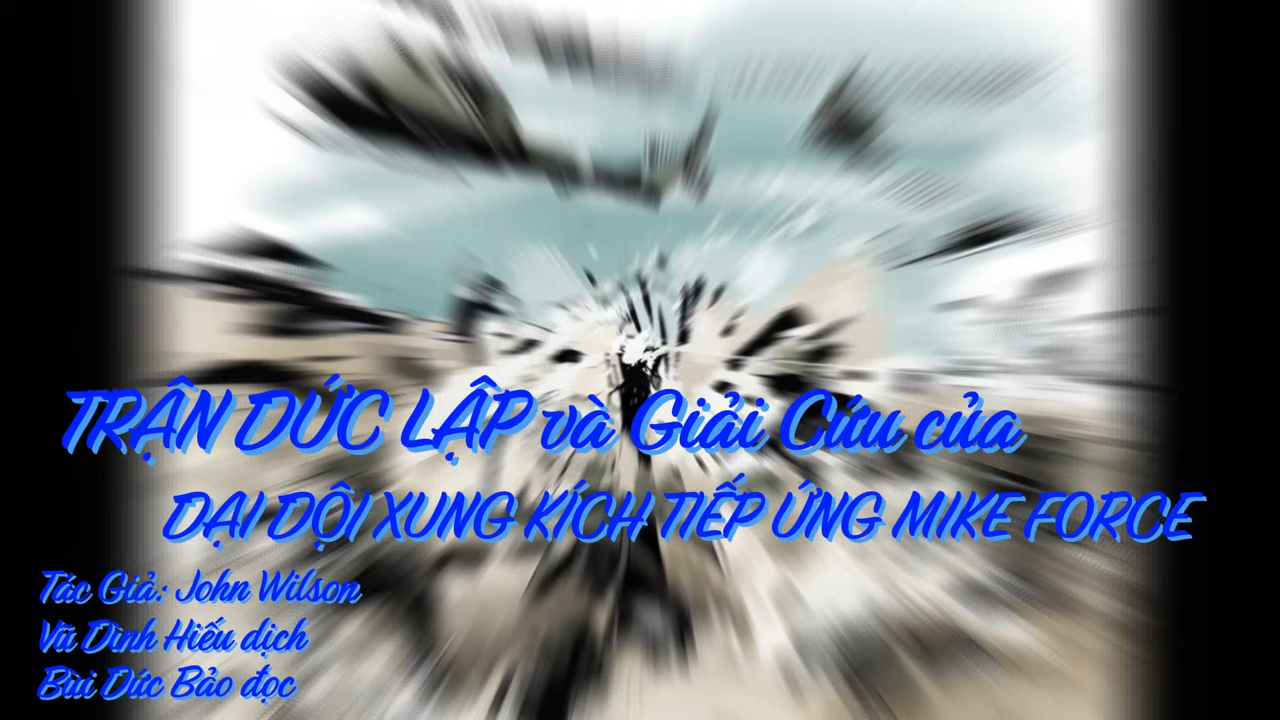 TRẬN ĐỨC LẬP và Giải Cứu của
ĐẠI ĐỘI XUNG KÍCH TIẾP ỨNG MIKE FORCE
Tác Giả: John Wilson
Vũ Đình Hiếu dịch
Bùi Đức Bảo đọc